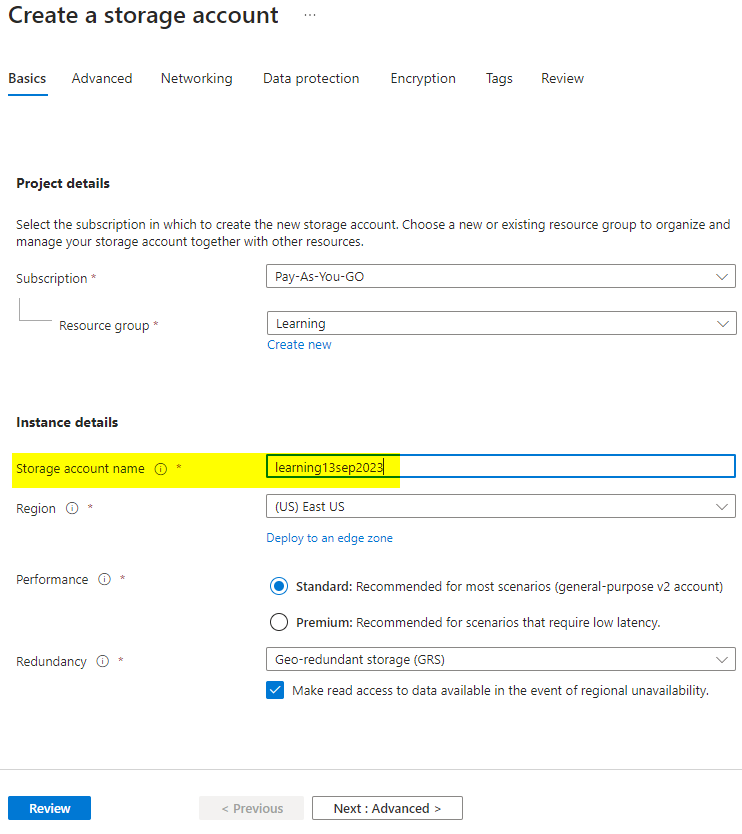 Create a storage account ...
Basics Advanced Networking Data protection Encryption Tags Review
Project details
Select the subscription in which to create the new storage account. Choose a new or existing resource group to organize and
manage your storage account together with other resources.
Subscription * Pay-As-You-GO
Resource group * Learning
Create new
Instance details
Storage account name * learning13sep2023
Region * (US) East US
Deploy to an edge zone
Performance * Standard: Recommended for most scenarios (general-purpose v2 account)
Premium: Recommended for scenarios that require low latency.
Redundancy * Geo-redundant storage (GRS)
Make read access to data available in the event of regional unavailability.
Review < Previous Next : Advanced >